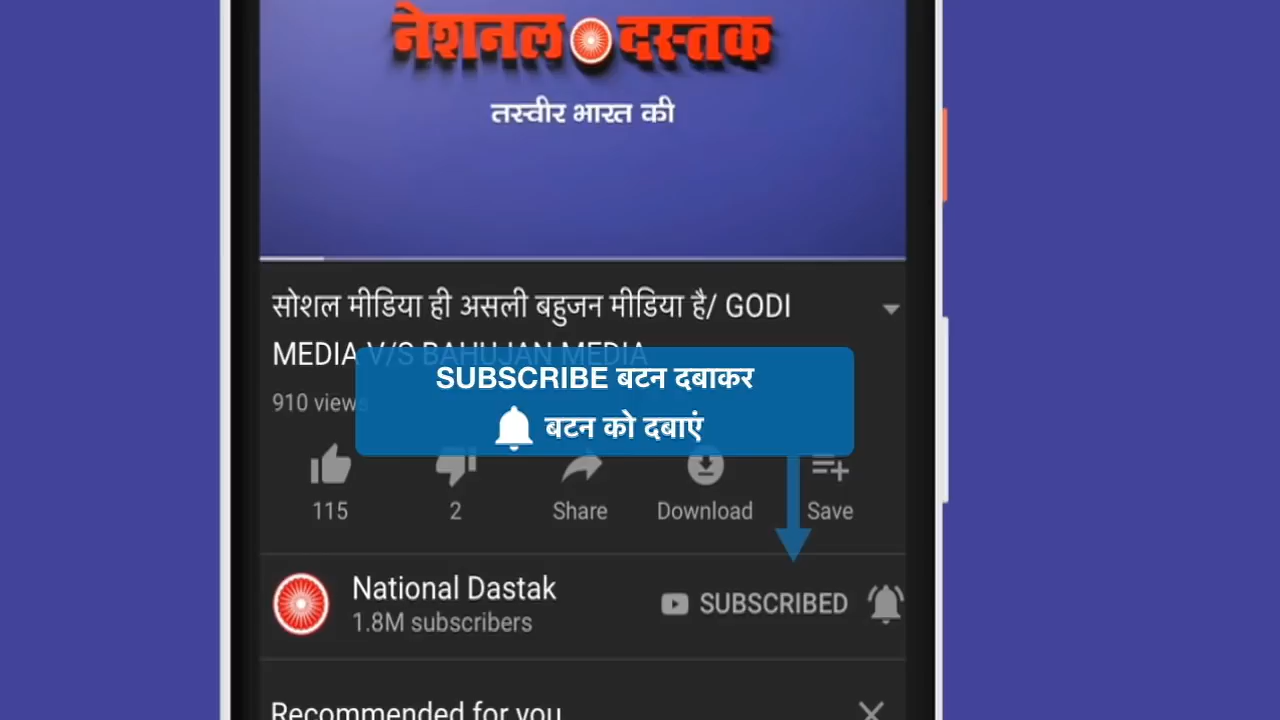 नेशनल दस्तक
तस्वीर भारत की
सोशल मीडिया ही असली बहुजन मीडिया है/ GODI
MEDIA V/S BAHUJAN MEDIA
910 views
SUBSCRIBE बटन दबाकर
बटन को दबाएं
115
2
Share
Download
Save
National Dastak
1.8M subscribers
SUBSCRIBED
Recommended for you